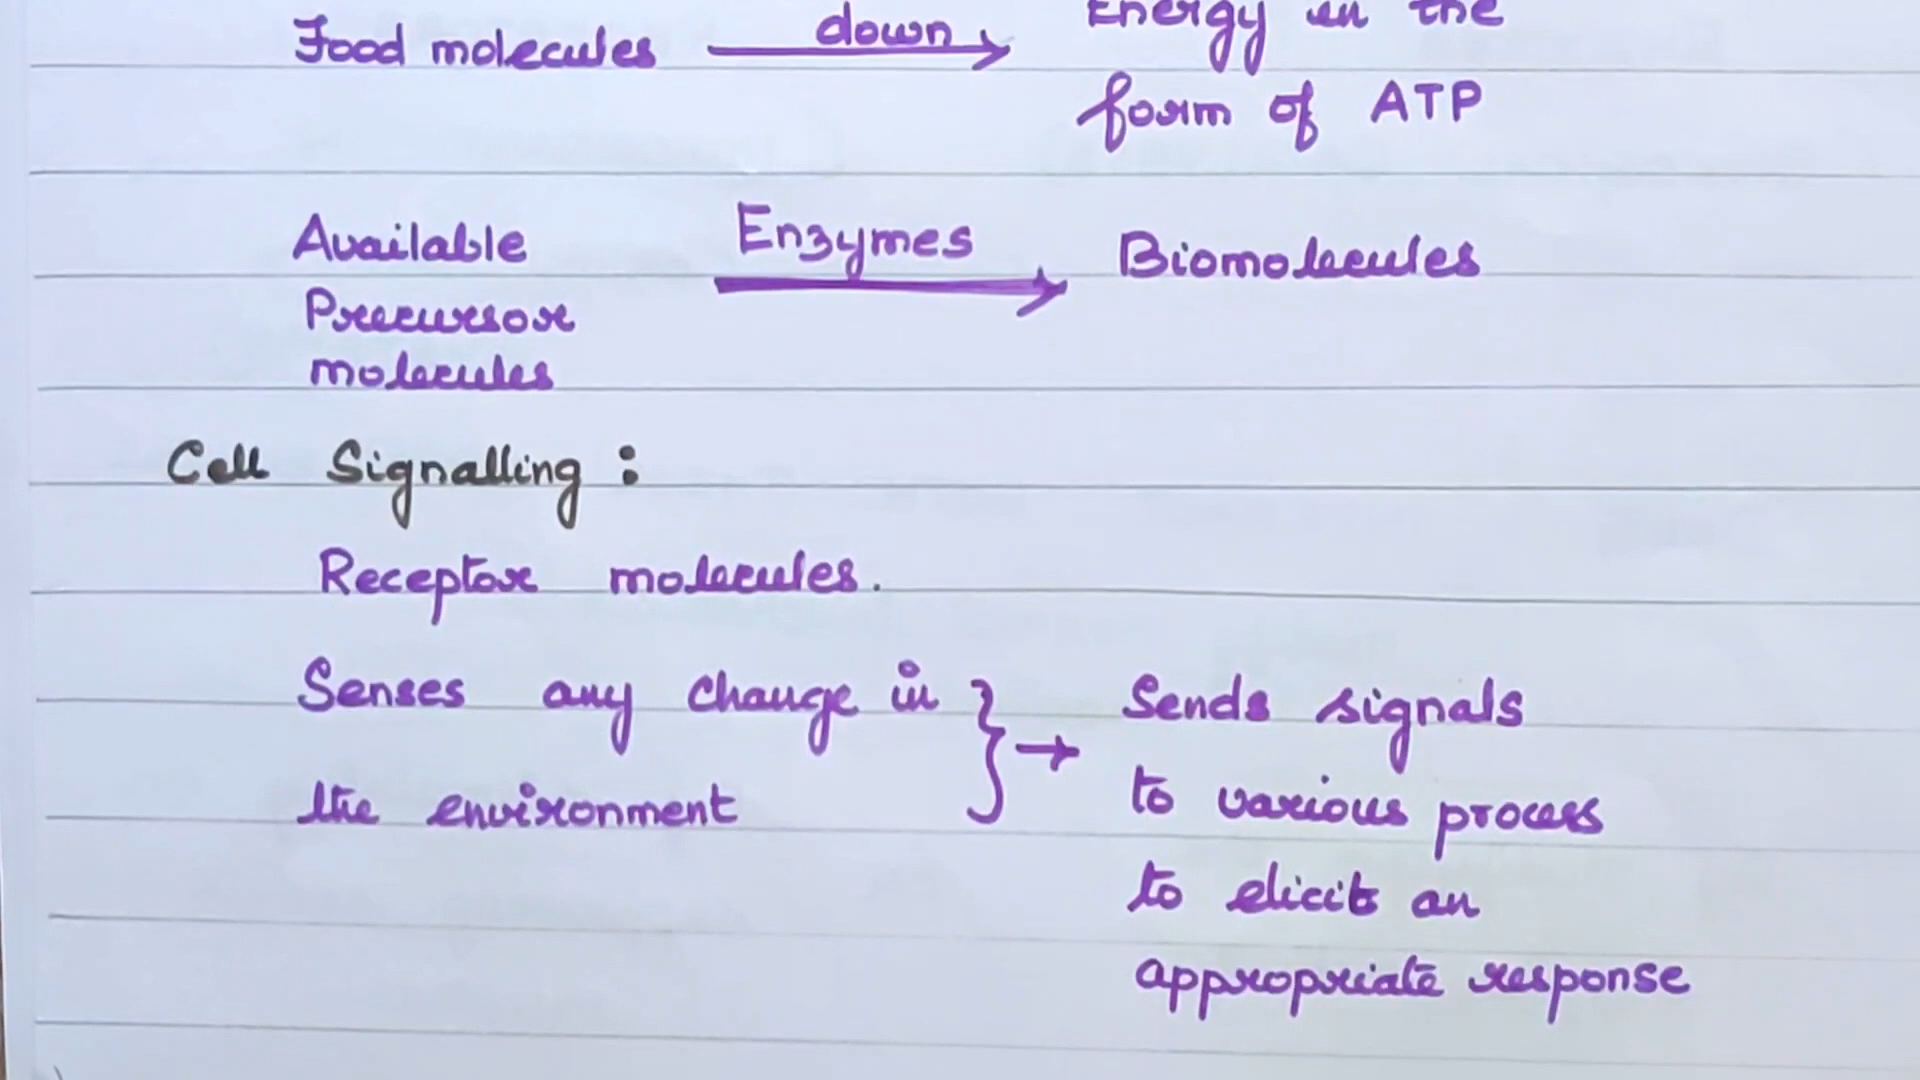 Food molecules down Energy in the
form of ATP
Available Enzymes Biomolecules
Precursor
molecules
Cell Signalling :
Receptor molecules.
Senses any change in } → Sends signals
the environment to various process
to elicit an
appropriate response